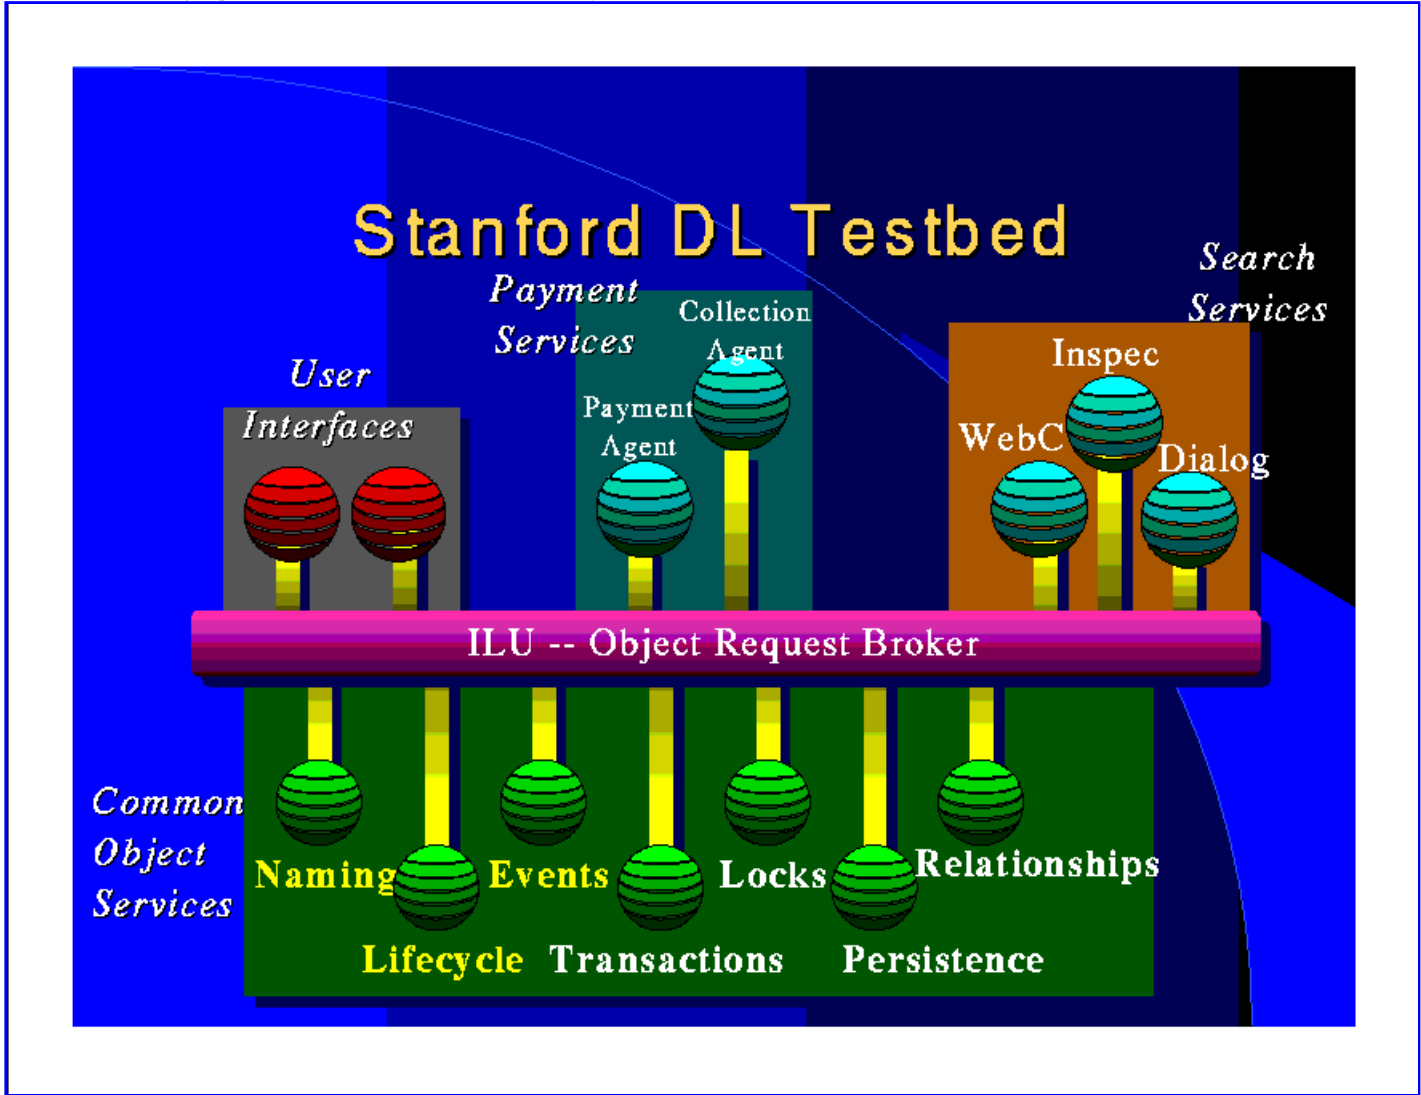 Stanford DL Testbed
Search
Services
Payment
Services
Collection
Agent
Inspec
User
Interfaces
Payment
Agent
WebC
Dialog
ILU -- Object Request Broker
Common
Object
Services
Naming
Events
Locks
Relationships
Lifecycle
Transactions
Persistence